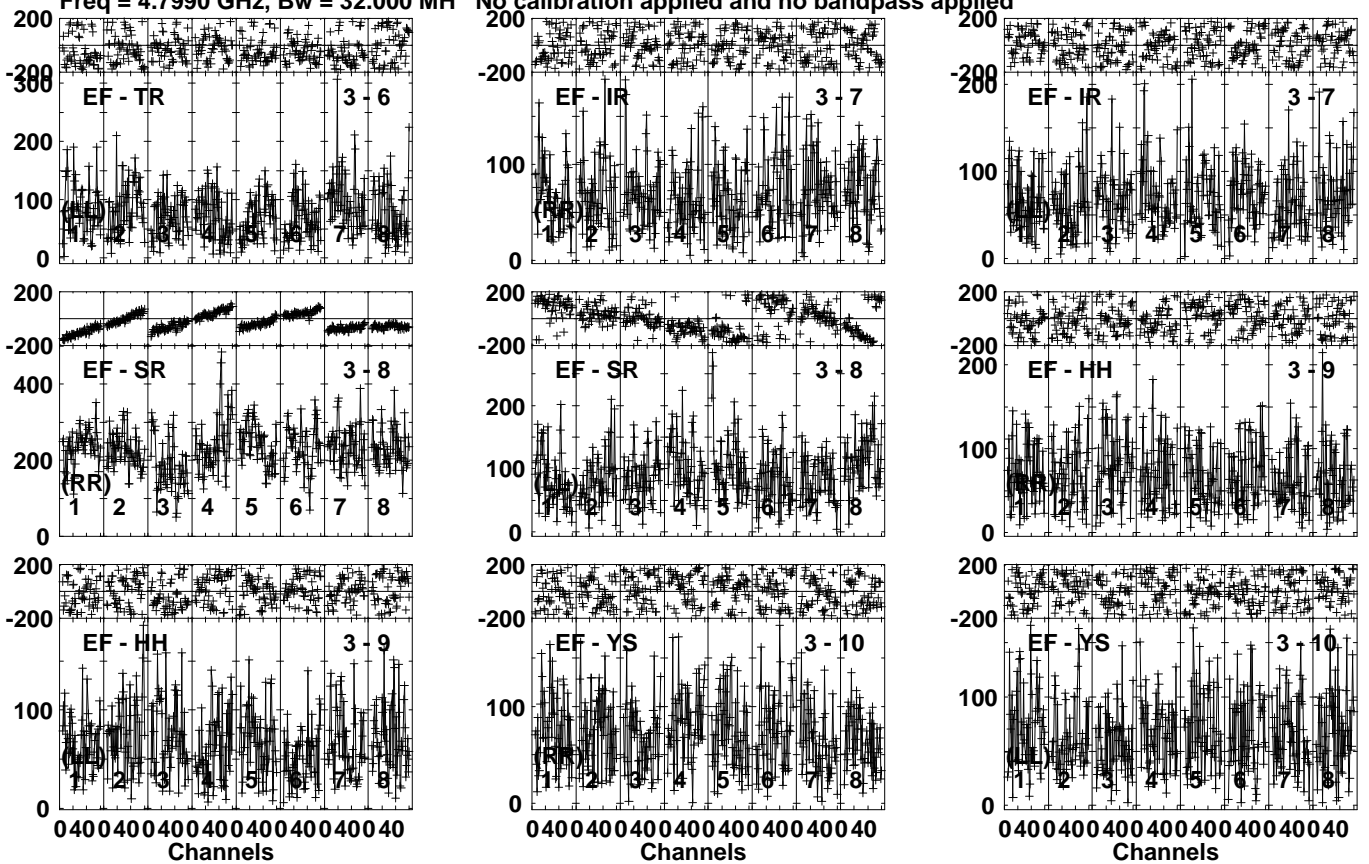 Freq = 4.7990 GHz, Bw = 32.000 MH   No calibration applied and no bandpass applied
200 200 200
-200 -200 -200
300 200
EF - TR 3 - 6 EF - IR 3 - 7 EF - IR 3 - 7
200
100 100 100
(LL) (RR) (LL)
1 2 3 4 5 6 7 8 1 2 3 4 5 6 7 8 1 2 3 4 5 6 7 8
0 0 0
200 200 200
-200 -200 -200
EF - SR 3 - 8 EF - SR 3 - 8 EF - HH 3 - 9
400 200 200
200 100 100
(RR) (LL) (RR)
1 2 3 4 5 6 7 8 1 2 3 4 5 6 7 8 1 2 3 4 5 6 7 8
0 0 0
200 200 200
-200 -200 -200
EF - HH 3 - 9 EF - YS 3 - 10 EF - YS 3 - 10
100 100 100
(LL) (RR) (LL)
1 2 3 4 5 6 7 8 1 2 3 4 5 6 7 8 1 2 3 4 5 6 7 8
0 0 0
0 40 0 40 0 40 0 40 0 40 0 40 0 40 0 40 0 40 0 40 0 40 0 40 0 40 0 40 0 40 0 40 0 40 0 40 0 40 0 40 0 40 0 40 0 40 0 40
Channels Channels Channels